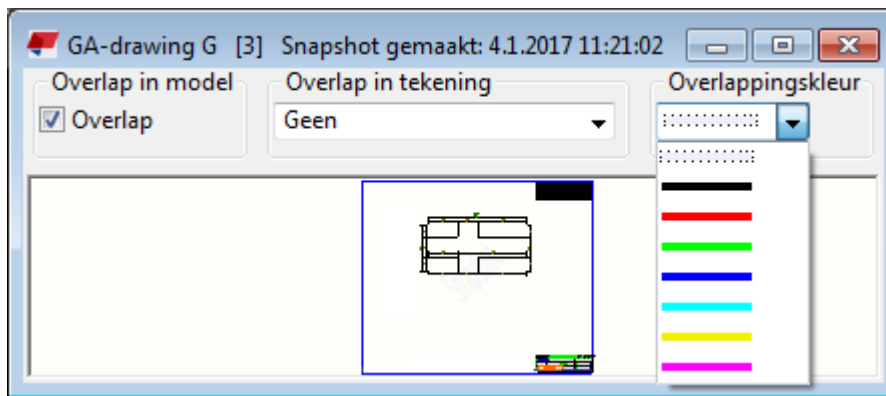 GA-drawing G [3] Snapshot gemaakt: 4.1.2017 11:21:02
Overlap in model
Overlap in tekening
Overlappingskleur
Overlap
Geen